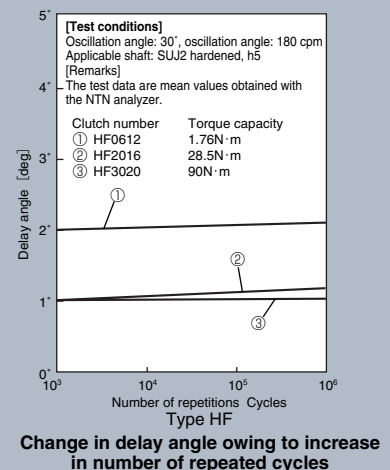 [Test conditions]
Oscillation angle: 30˚, oscillation angle: 180 cpm
Applicable shaft: SUJ2 hardened, h5
[Remarks]
The test data are mean values obtained with
the NTN analyzer.
Clutch number Torque capacity
① HF0612 1.76N·m
② HF2016 28.5N·m
③ HF3020 90N·m
Delay angle [deg]
5˚
4˚
3˚
2˚
1˚
0˚
①
②
③
10³ 10⁴ 10⁵ 10⁶
Number of repetitions Cycles
Type HF
Change in delay angle owing to increase
in number of repeated cycles